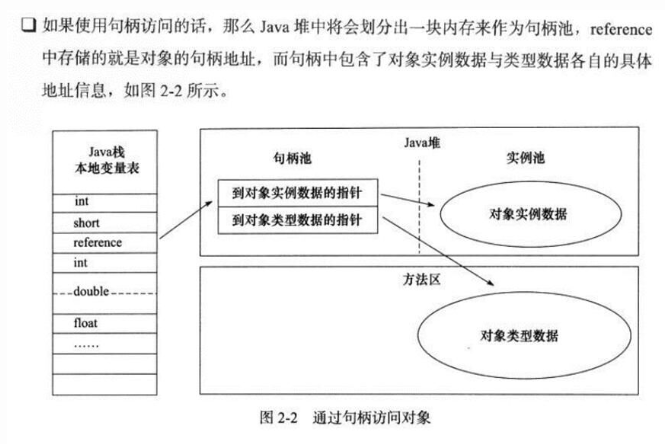 ❑ 如果使用句柄访问的话，那么 Java 堆中将会划分出一块内存来作为句柄池，reference
中存储的就是对象的句柄地址，而句柄中包含了对象实例数据与类型数据各自的具体
地址信息，如图 2-2 所示。
Java栈
本地变量表
int
short
reference
int
double
float
……
Java堆
句柄池
实例池
到对象实例数据的指针
到对象类型数据的指针
对象实例数据
方法区
对象类型数据
图 2-2 通过句柄访问对象